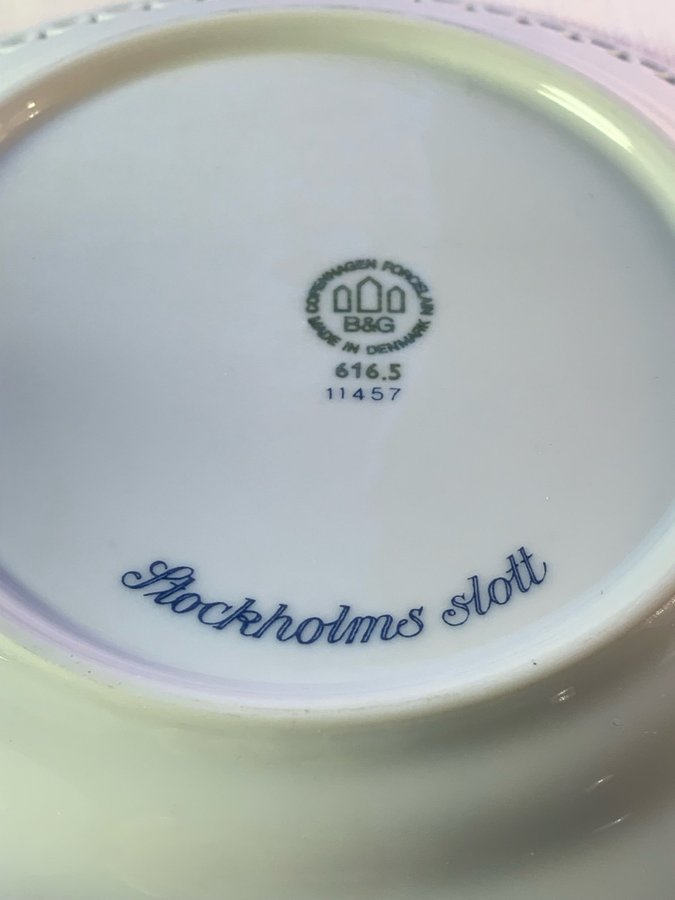 COPENHAGEN PORCELAIN
B&G
MADE IN DENMARK
616.5
11457
Stockholms slott